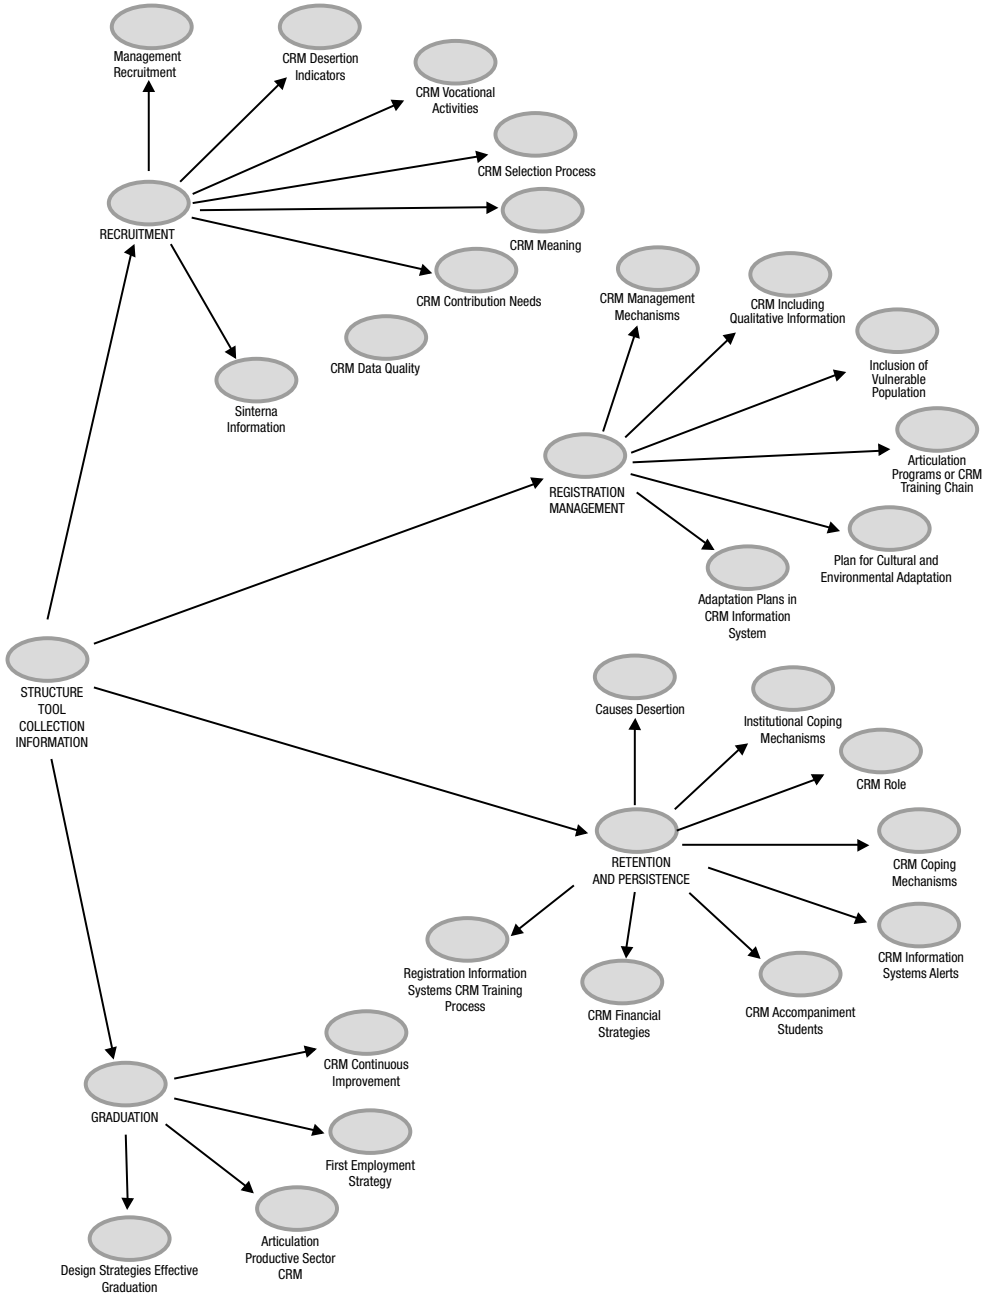 Management
Recruitment
CRM Desertion
Indicators
CRM Vocational
Activities
CRM Selection Process
RECRUITMENT
CRM Meaning
CRM Contribution Needs
CRM Data Quality
Sinterna
Information
CRM Management
Mechanisms
CRM Including
Qualitative Information
Inclusion of
Vulnerable
Population
Articulation
Programs or CRM
Training Chain
REGISTRATION
MANAGEMENT
Plan for Cultural and
Environmental Adaptation
Adaptation Plans in
CRM Information
System
STRUCTURE
TOOL
COLLECTION
INFORMATION
Causes Desertion
Institutional Coping
Mechanisms
CRM Role
CRM Coping
Mechanisms
RETENTION
AND PERSISTENCE
CRM Information
Systems Alerts
Registration Information
Systems CRM Training
Process
CRM Financial
Strategies
CRM Accompaniment
Students
CRM Continuous
Improvement
GRADUATION
First Employment
Strategy
Articulation
Productive Sector
CRM
Design Strategies Effective
Graduation